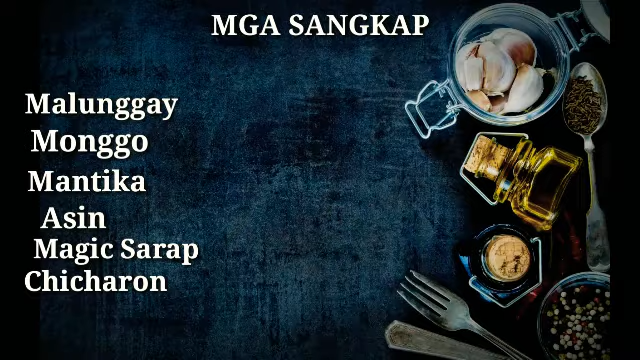 MGA SANGKAP
Malunggay
Monggo
Mantika
Asin
Magic Sarap
Chicharon